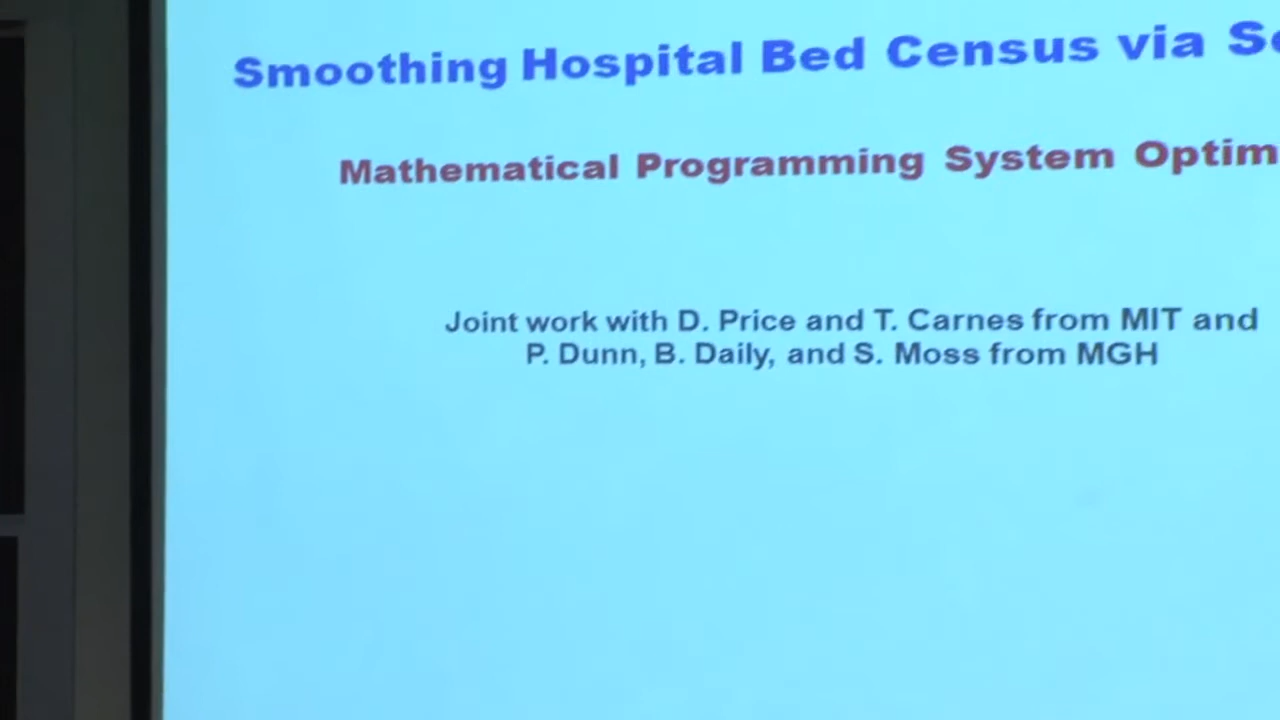 Smoothing Hospital Bed Census via
Mathematical Programming System
Joint work with D. Price and T. Carnes from MIT and
P. Dunn, B. Daily, and S. Moss from MGH